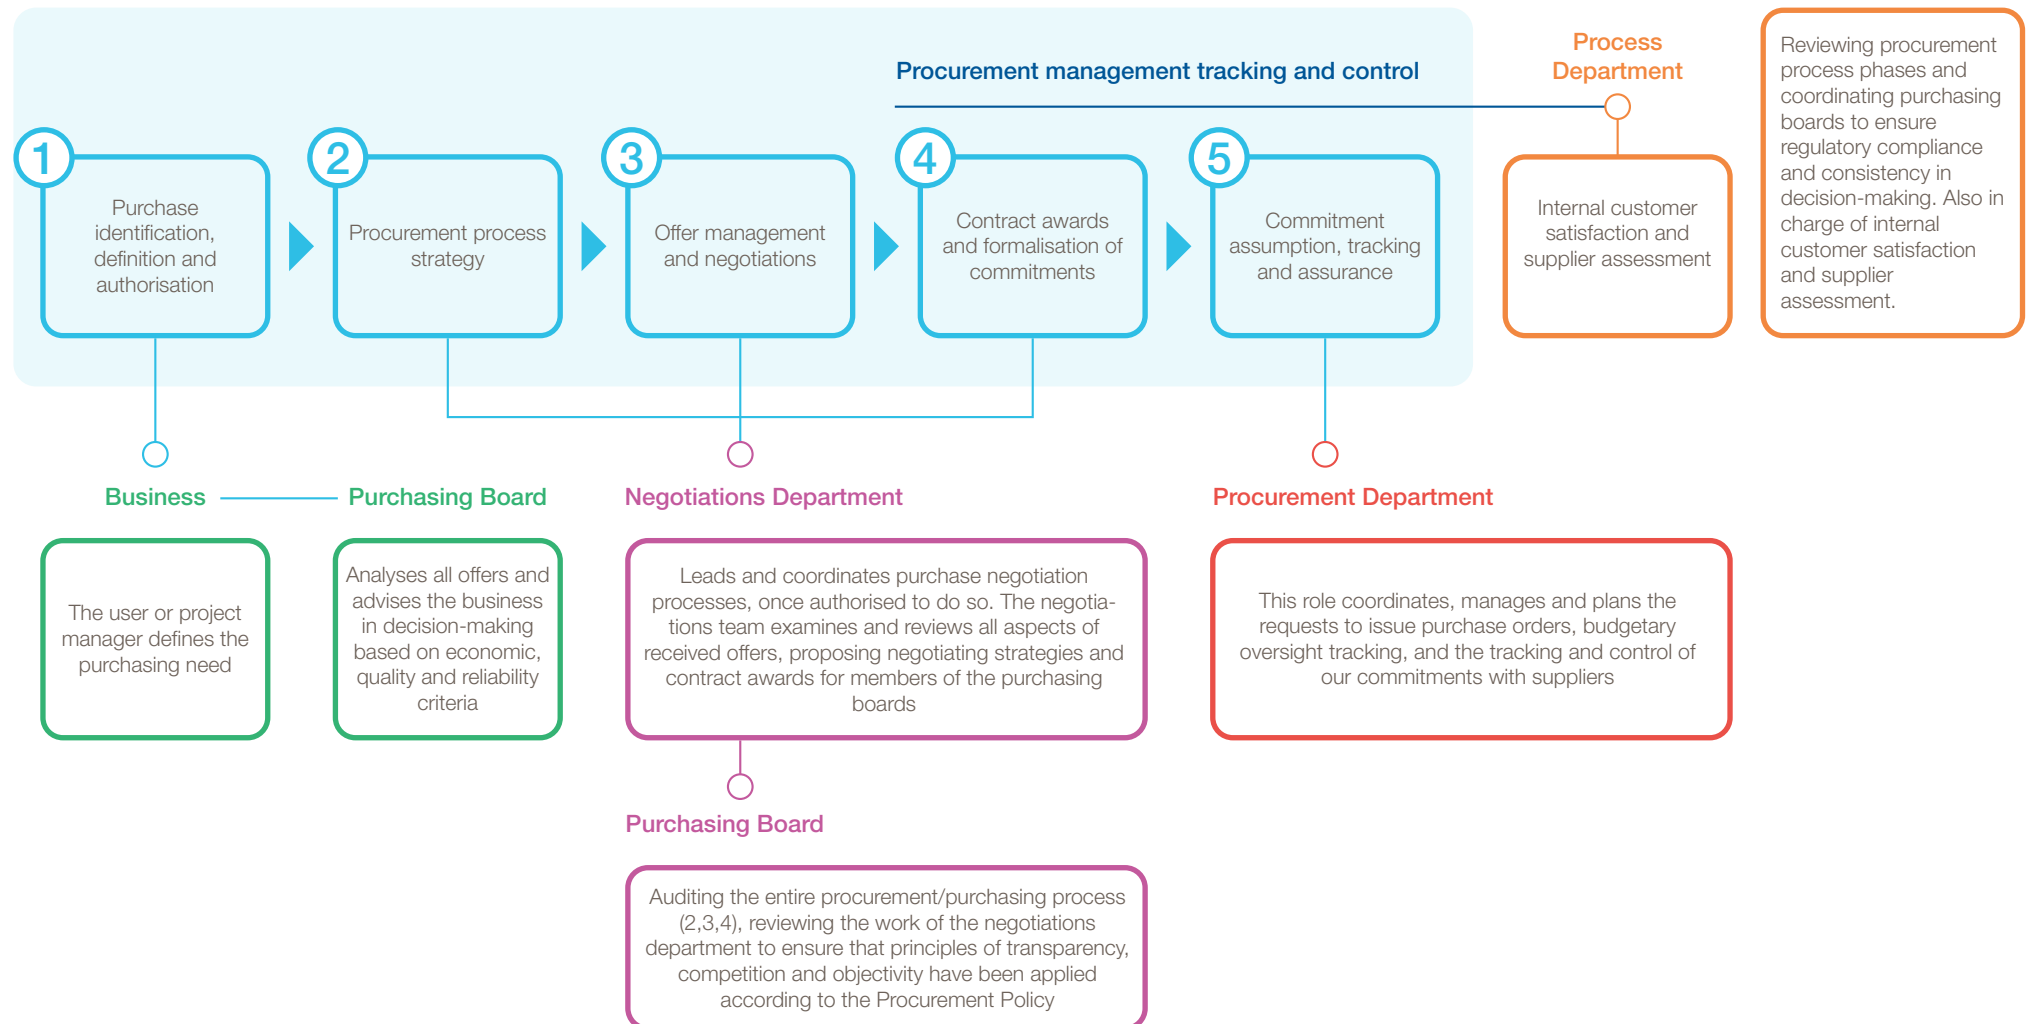 Procurement management tracking and control
Process
Department
Reviewing procurement
process phases and
coordinating purchasing
boards to ensure
regulatory compliance
and consistency in
decision-making. Also in
charge of internal
customer satisfaction
and supplier
assessment.
1
Purchase
identification,
definition and
authorisation
2
Procurement process
strategy
3
Offer management
and negotiations
4
Contract awards
and formalisation of
commitments
5
Commitment
assumption, tracking
and assurance
Internal customer
satisfaction and
supplier assessment
Business
Purchasing Board
Negotiations Department
Procurement Department
The user or project
manager defines the
purchasing need
Analyses all offers and
advises the business
in decision-making
based on economic,
quality and reliability
criteria
Leads and coordinates purchase negotiation
processes, once authorised to do so. The negotia-
tions team examines and reviews all aspects of
received offers, proposing negotiating strategies and
contract awards for members of the purchasing
boards
This role coordinates, manages and plans the
requests to issue purchase orders, budgetary
oversight tracking, and the tracking and control of
our commitments with suppliers
Purchasing Board
Auditing the entire procurement/purchasing process
(2,3,4), reviewing the work of the negotiations
department to ensure that principles of transparency,
competition and objectivity have been applied
according to the Procurement Policy